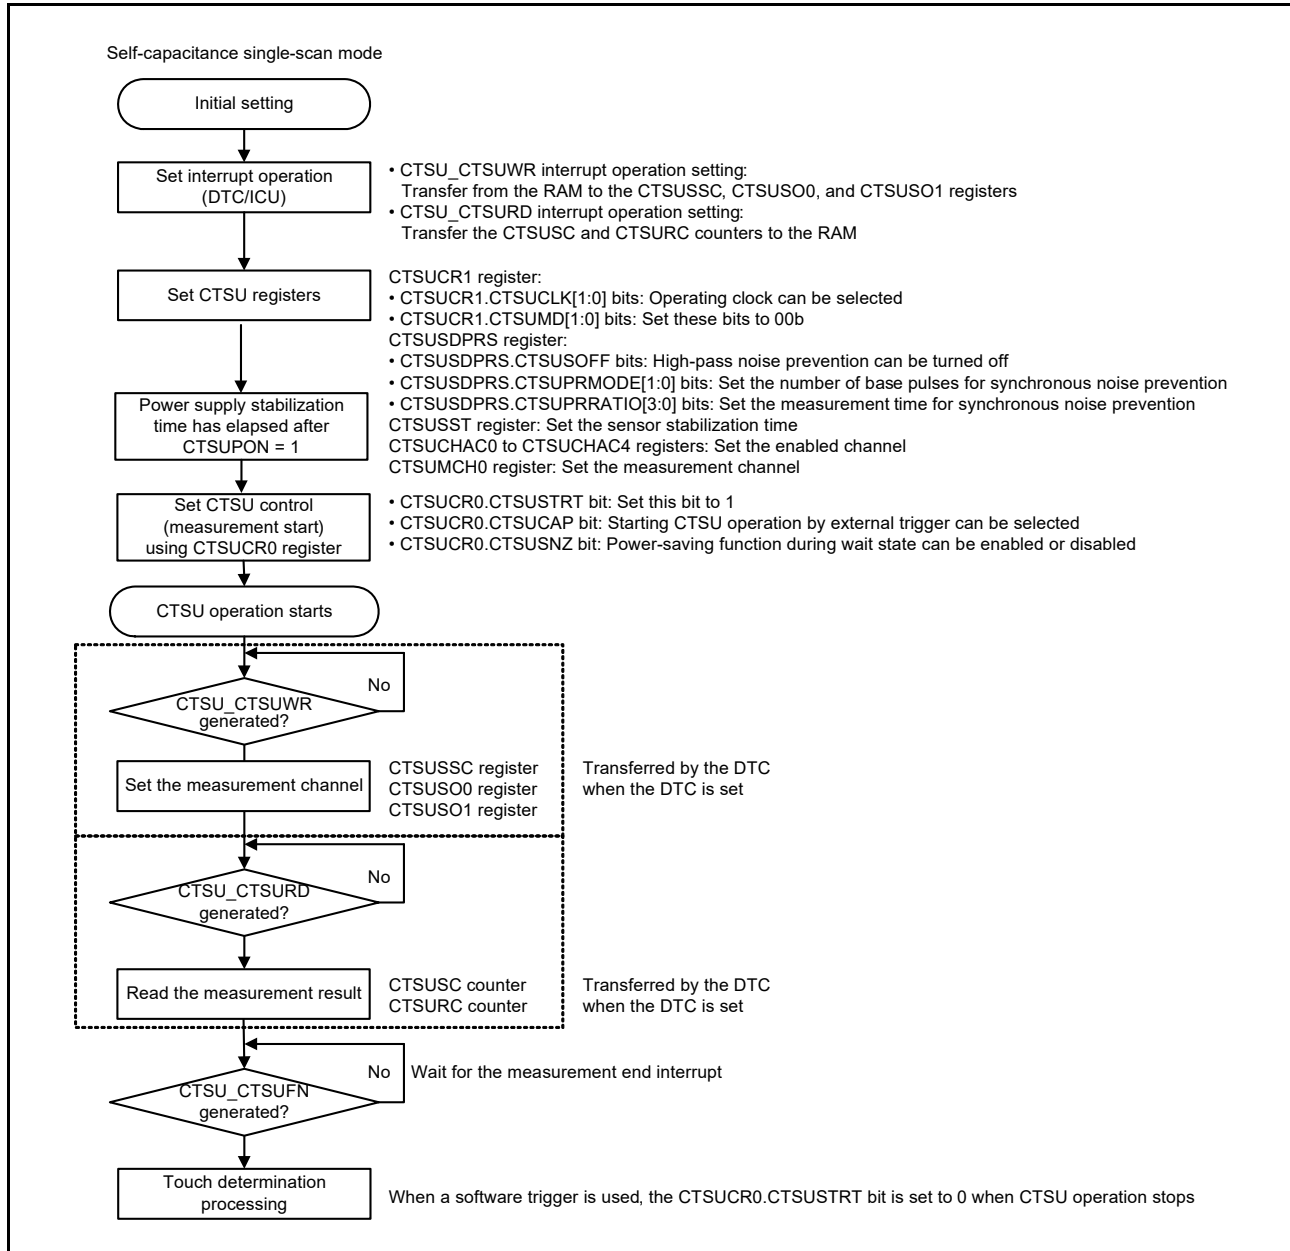 Self-capacitance single-scan mode
Initial setting
Set interrupt operation
(DTC/ICU)
• CTSU_CTSUWR interrupt operation setting:
Transfer from the RAM to the CTSUSSC, CTSUSO0, and CTSUSO1 registers
• CTSU_CTSURD interrupt operation setting:
Transfer the CTSUSC and CTSURC counters to the RAM
Set CTSU registers
CTSUCR1 register:
• CTSUCR1.CTSUCLK[1:0] bits: Operating clock can be selected
• CTSUCR1.CTSUMD[1:0] bits: Set these bits to 00b
CTSUSDPRS register:
• CTSUSDPRS.CTSUSOFF bits: High-pass noise prevention can be turned off
• CTSUSDPRS.CTSUPRMODE[1:0] bits: Set the number of base pulses for synchronous noise prevention
• CTSUSDPRS.CTSUPRRATIO[3:0] bits: Set the measurement time for synchronous noise prevention
CTSUSST register: Set the sensor stabilization time
CTSUCHAC0 to CTSUCHAC4 registers: Set the enabled channel
CTSUMCH0 register: Set the measurement channel
Power supply stabilization
time has elapsed after
CTSUPON = 1
Set CTSU control
(measurement start)
using CTSUCR0 register
• CTSUCR0.CTSUSTRT bit: Set this bit to 1
• CTSUCR0.CTSUCAP bit: Starting CTSU operation by external trigger can be selected
• CTSUCR0.CTSUSNZ bit: Power-saving function during wait state can be enabled or disabled
CTSU operation starts
No
CTSU_CTSUWR
generated?
Set the measurement channel
CTSUSSC register
CTSUSO0 register
CTSUSO1 register
Transferred by the DTC
when the DTC is set
No
CTSU_CTSURD
generated?
Read the measurement result
CTSUSC counter
CTSURC counter
Transferred by the DTC
when the DTC is set
No
Wait for the measurement end interrupt
CTSU_CTSUFN
generated?
Touch determination
processing
When a software trigger is used, the CTSUCR0.CTSUSTRT bit is set to 0 when CTSU operation stops